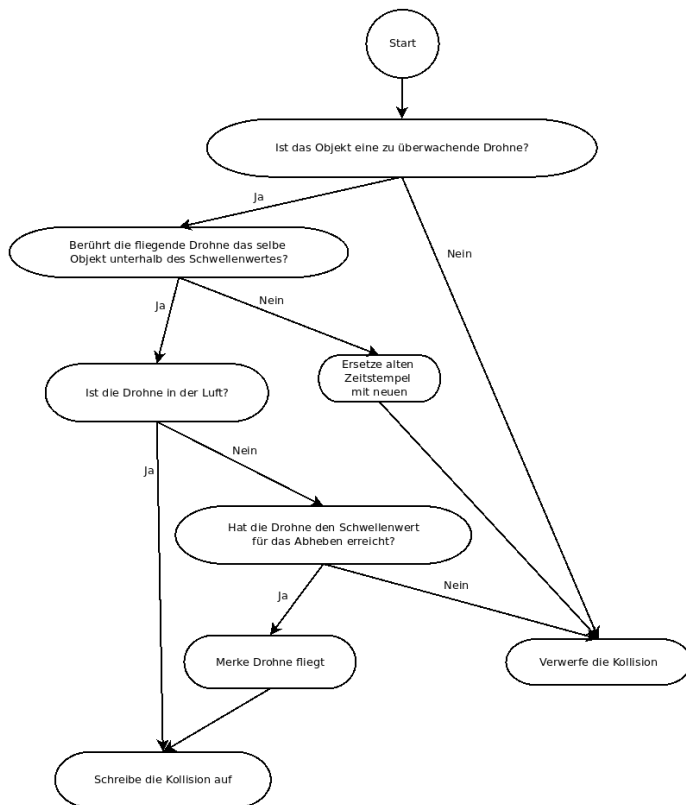 Start
Ist das Objekt eine zu überwachende Drohne?
Ja
Nein
Berührt die fliegende Drohne das selbe
Objekt unterhalb des Schwellenwertes?
Ja
Nein
Ersetze alten
Zeitstempel
mit neuen
Ist die Drohne in der Luft?
Ja
Nein
Hat die Drohne den Schwellenwert
für das Abheben erreicht?
Ja
Nein
Merke Drohne fliegt
Verwerfe die Kollision
Schreibe die Kollision auf